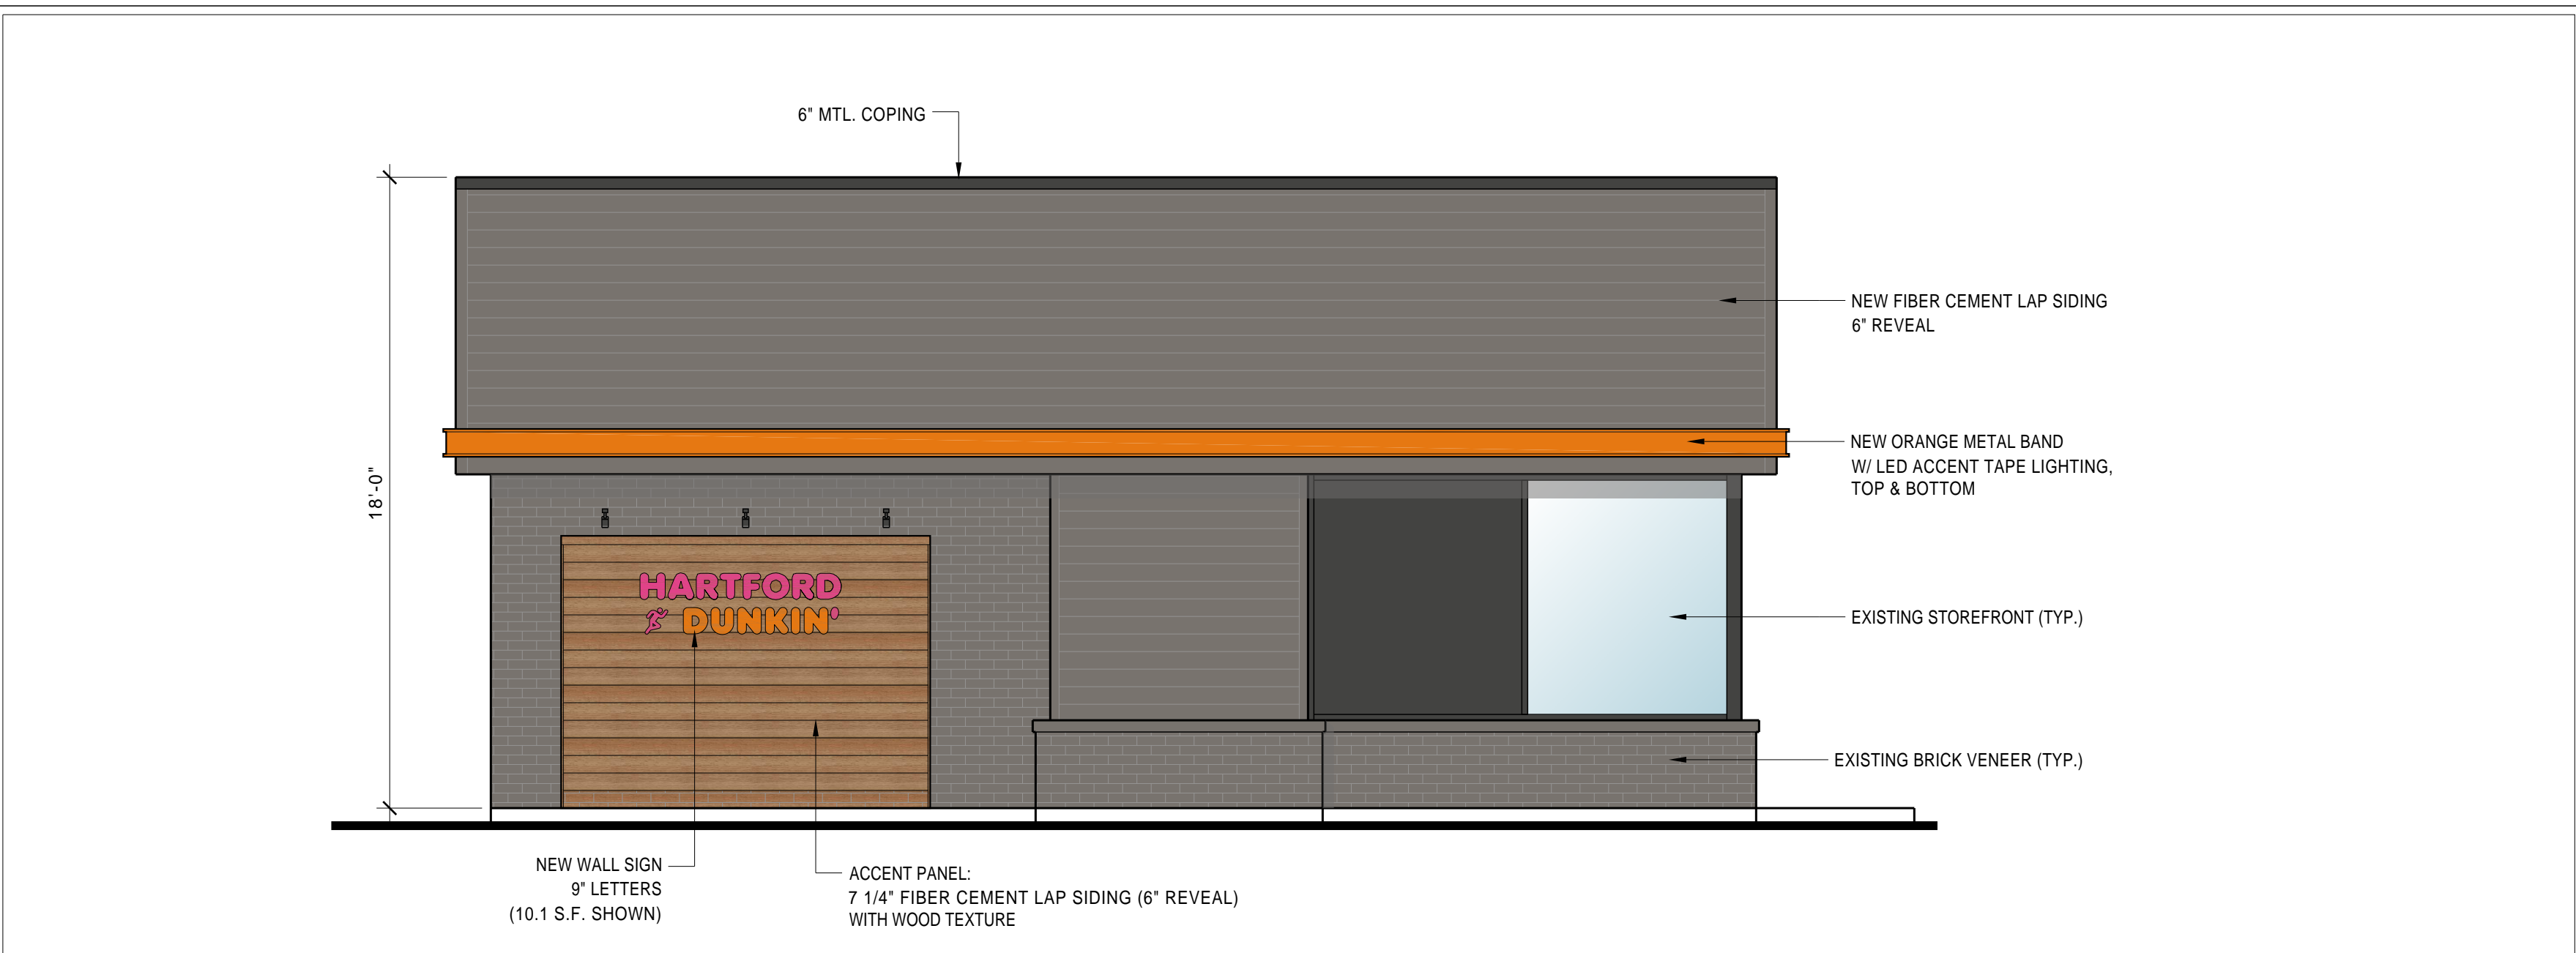 6" MTL. COPING
NEW FIBER CEMENT LAP SIDING
6" REVEAL
NEW ORANGE METAL BAND
W/ LED ACCENT TAPE LIGHTING,
TOP & BOTTOM
18'-0"
HARTFORD
DUNKIN'
EXISTING STOREFRONT (TYP.)
EXISTING BRICK VENEER (TYP.)
NEW WALL SIGN
9" LETTERS
(10.1 S.F. SHOWN)
ACCENT PANEL:
7 1/4" FIBER CEMENT LAP SIDING (6" REVEAL)
WITH WOOD TEXTURE